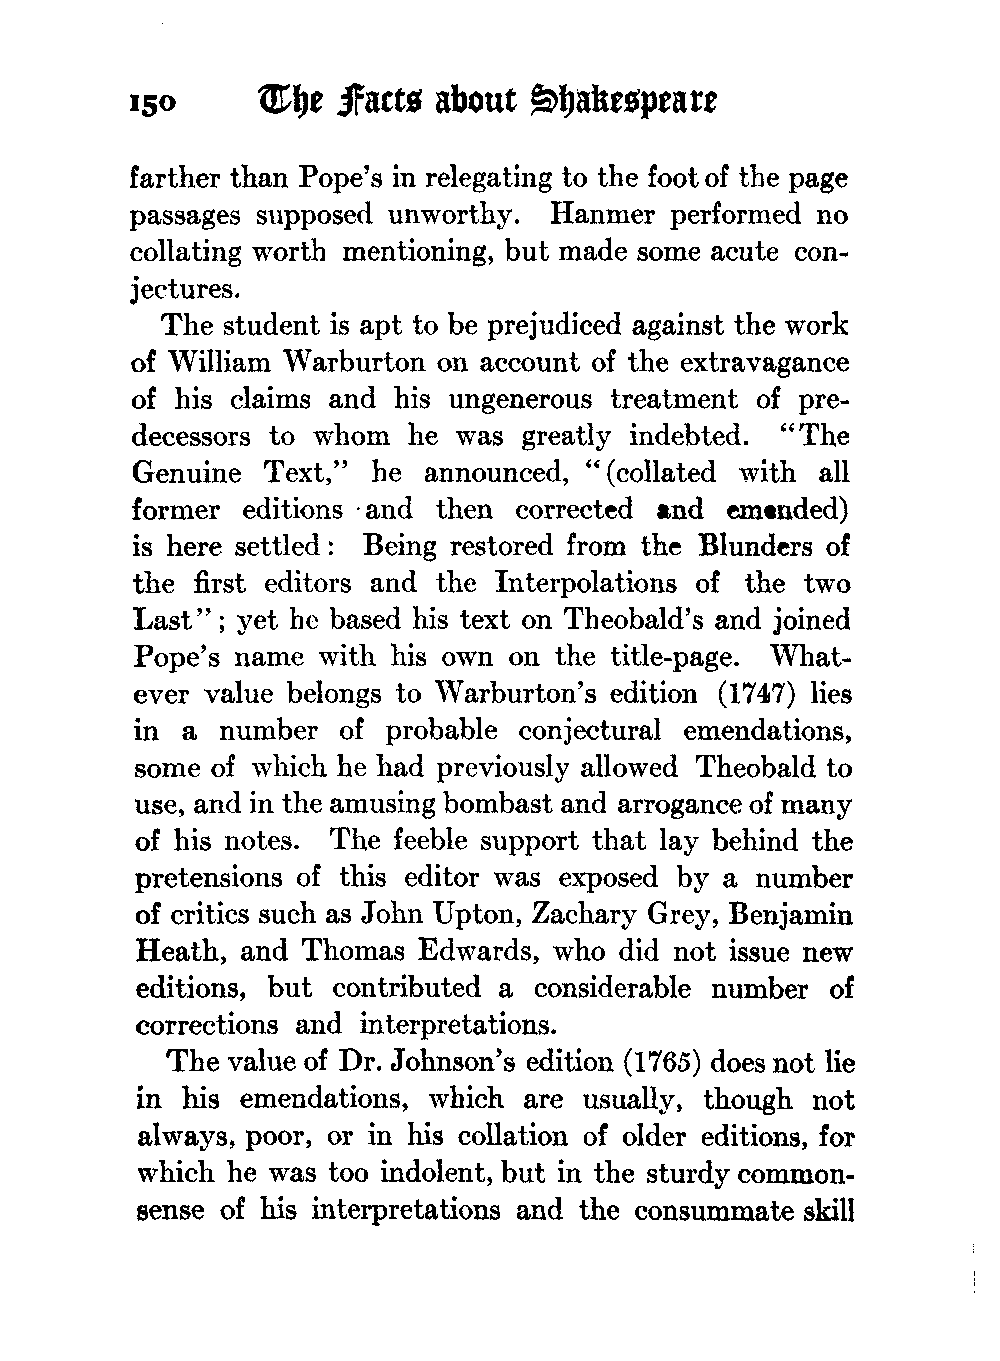 150 The Facts about Shakespeare
farther than Pope's in relegating to the foot of the page
passages supposed unworthy. Hanmer performed no
collating worth mentioning, but made some acute con-
jectures.
The student is apt to be prejudiced against the work
of William Warburton on account of the extravagance
of his claims and his ungenerous treatment of pre-
decessors to whom he was greatly indebted. "The
Genuine Text," he announced, "(collated with all
former editions and then corrected and emended)
is here settled: Being restored from the Blunders of
the first editors and the Interpolations of the two
Last"; yet he based his text on Theobald's and joined
Pope's name with his own on the title-page. What-
ever value belongs to Warburton's edition (1747) lies
in a number of probable conjectural emendations,
some of which he had previously allowed Theobald to
use, and in the amusing bombast and arrogance of many
of his notes. The feeble support that lay behind the
pretensions of this editor was exposed by a number
of critics such as John Upton, Zachary Grey, Benjamin
Heath, and Thomas Edwards, who did not issue new
editions, but contributed a considerable number of
corrections and interpretations.
The value of Dr. Johnson's edition (1765) does not lie
in his emendations, which are usually, though not
always, poor, or in his collation of older editions, for
which he was too indolent, but in the sturdy common-
sense of his interpretations and the consummate skill